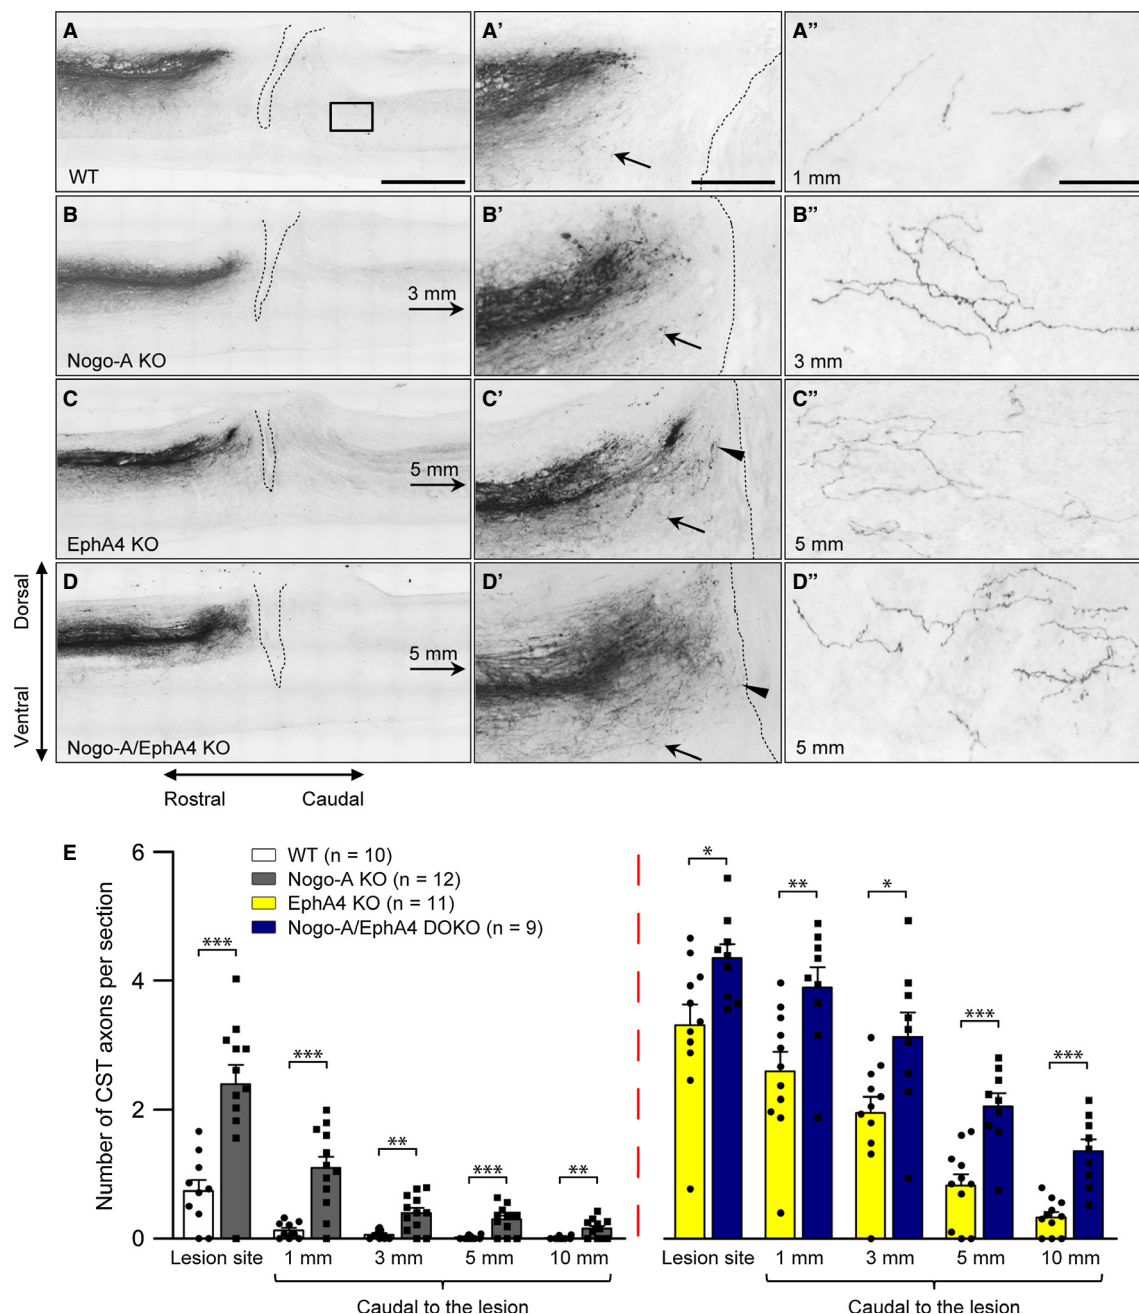 A
WT
A'
A"
1 mm
B
Nogo-A KO
3 mm
B'
B"
3 mm
C
EphA4 KO
5 mm
C'
C"
5 mm
D
Nogo-A/EphA4 KO
5 mm
D'
D"
5 mm
Dorsal
Ventral
Rostral
Caudal
E
Number of CST axons per section
6
4
2
0
WT (n = 10)
Nogo-A KO (n = 12)
EphA4 KO (n = 11)
Nogo-A/EphA4 DOKO (n = 9)
***
***
**
***
**
*
**
*
***
***
Lesion site
1 mm
3 mm
5 mm
10 mm
Caudal to the lesion
Lesion site
1 mm
3 mm
5 mm
10 mm
Caudal to the lesion